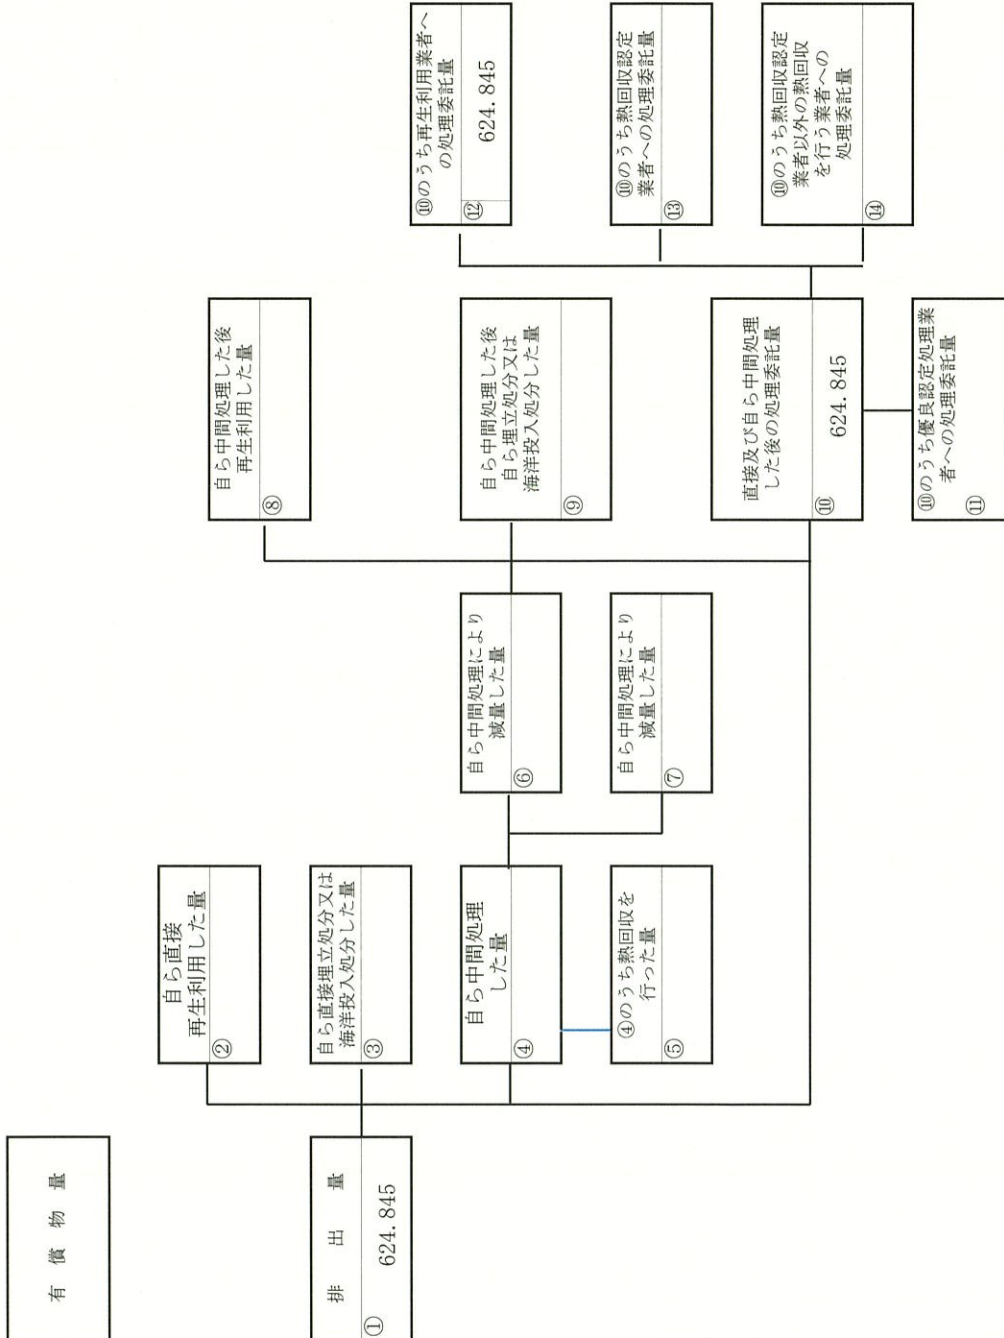 有償物量
排出量
① 624.845
自ら直接
再生利用した量
②
自ら直接埋立処分又は
海洋投入処分した量
③
自ら中間処理
した量
④
④のうち熱回収を
行った量
⑤
自ら中間処理により
減量した量
⑥
自ら中間処理により
減量した量
⑦
自ら中間処理した後
再生利用した量
⑧
自ら中間処理した後
自ら埋立処分又は
海洋投入処分した量
⑨
直接及び自ら中間処理
した後の処理委託量
⑩ 624.845
⑩のうち優良認定処理業
者への処理委託量
⑪
⑩のうち再生利用業者へ
の処理委託量
⑫ 624.845
⑩のうち熱回収認定
業者への処理委託量
⑬
⑩のうち熱回収認定
業者以外の熱回収
を行う業者への
処理委託量
⑭